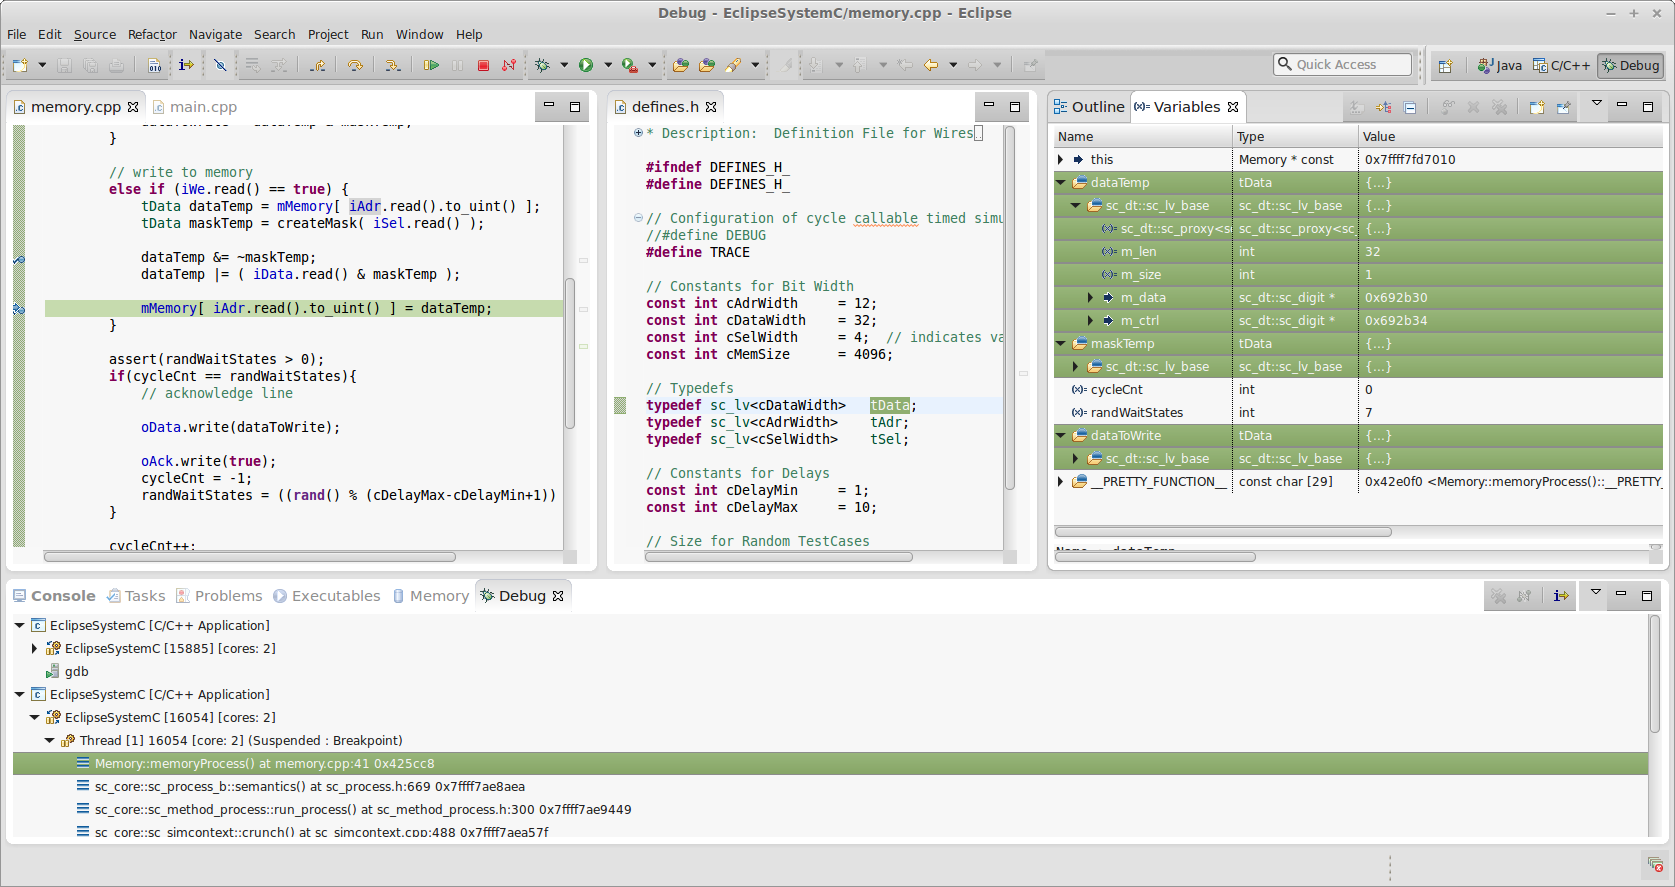 Debug - EclipseSystemC/memory.cpp - Eclipse
File Edit Source Refactor Navigate Search Project Run Window Help
Quick Access
Java
C/C++
Debug
memory.cpp
main.cpp
}
// write to memory
else if (iWe.read() == true) {
tData dataTemp = mMemory[ iAdr.read().to_uint() ];
tData maskTemp = createMask( iSel.read() );
dataTemp &= ~maskTemp;
dataTemp |= ( iData.read() & maskTemp );
mMemory[ iAdr.read().to_uint() ] = dataTemp;
}
assert(randWaitStates > 0);
if(cycleCnt == randWaitStates){
// acknowledge line
oData.write(dataToWrite);
oAck.write(true);
cycleCnt = -1;
randWaitStates = ((rand() % (cDelayMax-cDelayMin+1))
}
cycleCnt++;
defines.h
* Description:  Definition File for Wires
#ifndef DEFINES_H_
#define DEFINES_H_
// Configuration of cycle callable timed simu
//#define DEBUG
#define TRACE
// Constants for Bit Width
const int cAdrWidth     = 12;
const int cDataWidth    = 32;
const int cSelWidth     = 4;  // indicates va
const int cMemSize      = 4096;
// Typedefs
typedef sc_lv<cDataWidth>   tData;
typedef sc_lv<cAdrWidth>    tAdr;
typedef sc_lv<cSelWidth>    tSel;
// Constants for Delays
const int cDelayMin     = 1;
const int cDelayMax     = 10;
// Size for Random TestCases
Outline
(x)= Variables
Name Type Value
this Memory * const 0x7ffff7fd7010
dataTemp tData {...}
sc_dt::sc_lv_base sc_dt::sc_lv_base {...}
(x)= sc_dt::sc_proxy<s sc_dt::sc_proxy<sc_ {...}
(x)= m_len int 32
(x)= m_size int 1
m_data sc_dt::sc_digit * 0x692b30
m_ctrl sc_dt::sc_digit * 0x692b34
maskTemp tData {...}
sc_dt::sc_lv_base sc_dt::sc_lv_base {...}
(x)= cycleCnt int 0
(x)= randWaitStates int 7
dataToWrite tData {...}
sc_dt::sc_lv_base sc_dt::sc_lv_base {...}
__PRETTY_FUNCTION__ const char [29] 0x42e0f0 <Memory::memoryProcess()::__PRETTY_
Console
Tasks
Problems
Executables
Memory
Debug
EclipseSystemC [C/C++ Application]
EclipseSystemC [15885] [cores: 2]
gdb
EclipseSystemC [C/C++ Application]
EclipseSystemC [16054] [cores: 2]
Thread [1] 16054 [core: 2] (Suspended : Breakpoint)
Memory::memoryProcess() at memory.cpp:41 0x425cc8
sc_core::sc_process_b::semantics() at sc_process.h:669 0x7ffff7ae8aea
sc_core::sc_method_process::run_process() at sc_method_process.h:300 0x7ffff7ae9449
sc_core::sc_simcontext::crunch() at sc_simcontext.cpp:488 0x7ffff7aea57f